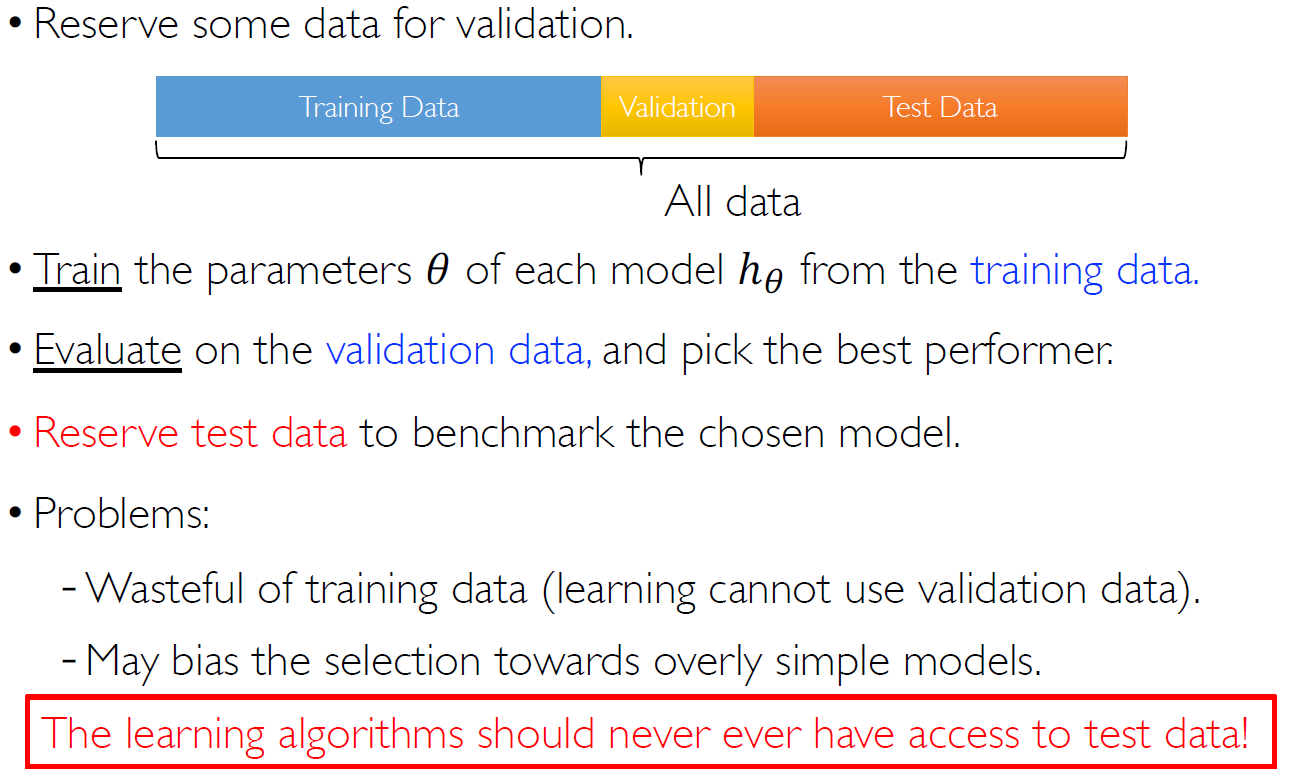 • Reserve some data for validation.
Training Data Validation Test Data
All data
• Train the parameters θ of each model hθ from the training data.
• Evaluate on the validation data, and pick the best performer.
• Reserve test data to benchmark the chosen model.
• Problems:
- Wasteful of training data (learning cannot use validation data).
- May bias the selection towards overly simple models.
The learning algorithms should never ever have access to test data!